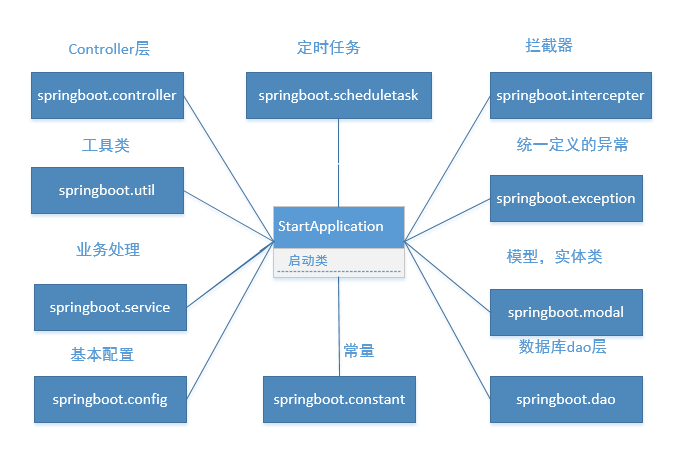 Controller层
定时任务
拦截器
springboot.controller
springboot.scheduletask
springboot.intercepter
工具类
统一定义的异常
springboot.util
springboot.exception
StartApplication
启动类
业务处理
模型，实体类
springboot.service
springboot.modal
基本配置
常量
数据库dao层
springboot.config
springboot.constant
springboot.dao